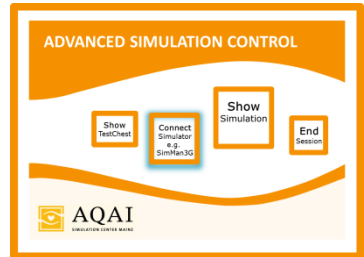 ADVANCED SIMULATION CONTROL
Show
TestChest
Connect
Simulator
e.g.
SimMan3G
Show
Simulation
End
Session
AQAI
SIMULATION CENTER MAINZ